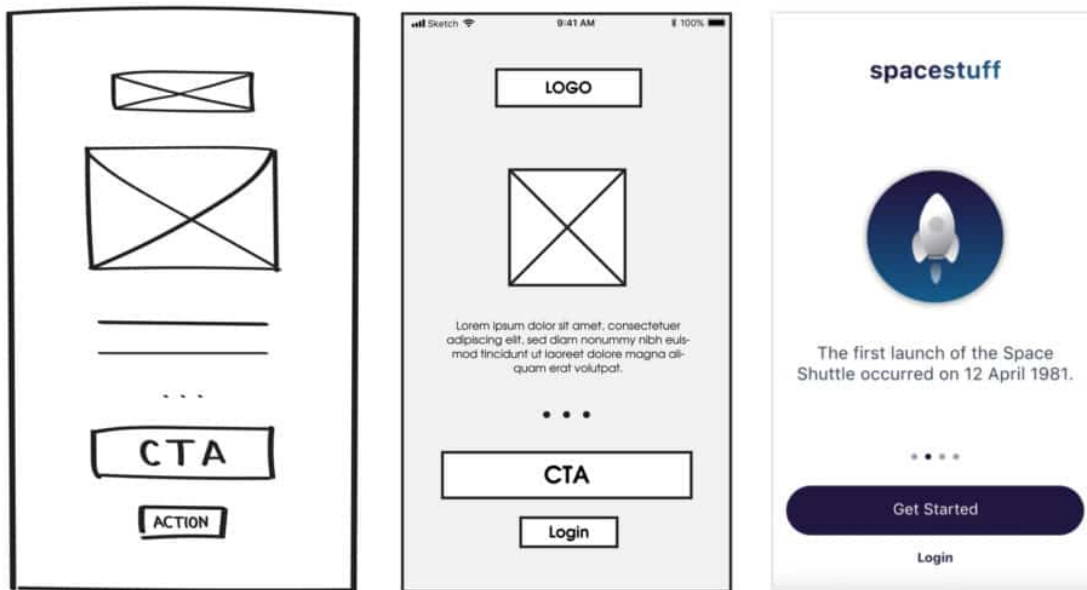 CTA
ACTION
Sketch
9:41 AM
100%
LOGO
Lorem ipsum dolor sit amet, consectetuer
adipiscing elit, sed diam nonummy nibh euis-
mod tincidunt ut laoreet dolore magna ali-
quam erat volutpat.
CTA
Login
spacestuff
The first launch of the Space
Shuttle occurred on 12 April 1981.
Get Started
Login